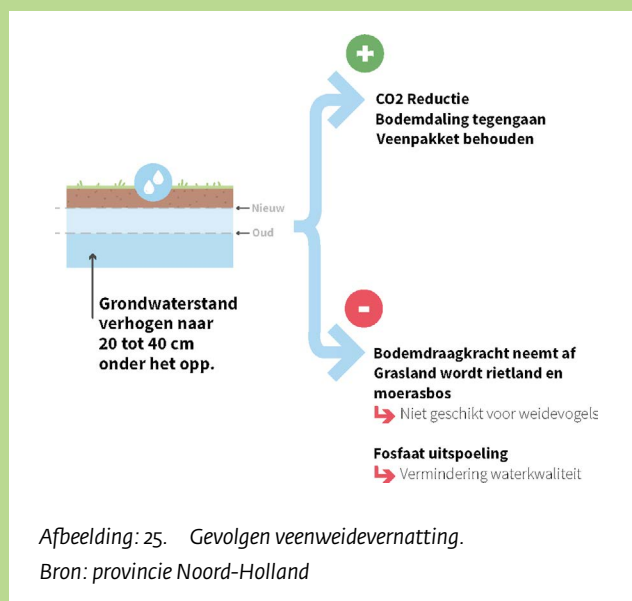 +
CO2 Reductie
Bodemdaling tegengaan
Veenpakket behouden
Nieuw
Oud
Grondwaterstand
verhogen naar
20 tot 40 cm
onder het opp.
-
Bodemdraagkracht neemt af
Grasland wordt rietland en
moerasbos
Niet geschikt voor weidevogels
Fosfaat uitspoeling
Vermindering waterkwaliteit
Afbeelding: 25. Gevolgen veenweidevernatting.
Bron: provincie Noord-Holland